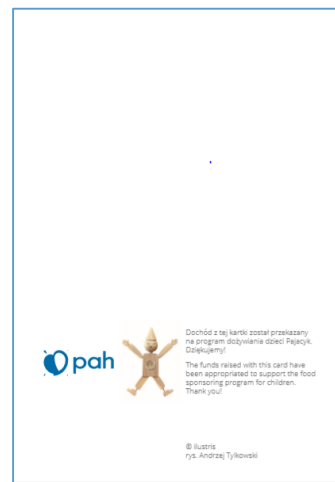 pah
Dochód z tej kartki został przekazany
na program dożywiania dzieci Pajacyk.
Dziękujemy!
The funds raised with this card have
been appropriated to support the food
sponsoring program for children.
Thank you!
© ilustris
rys. Andrzej Tylkowski